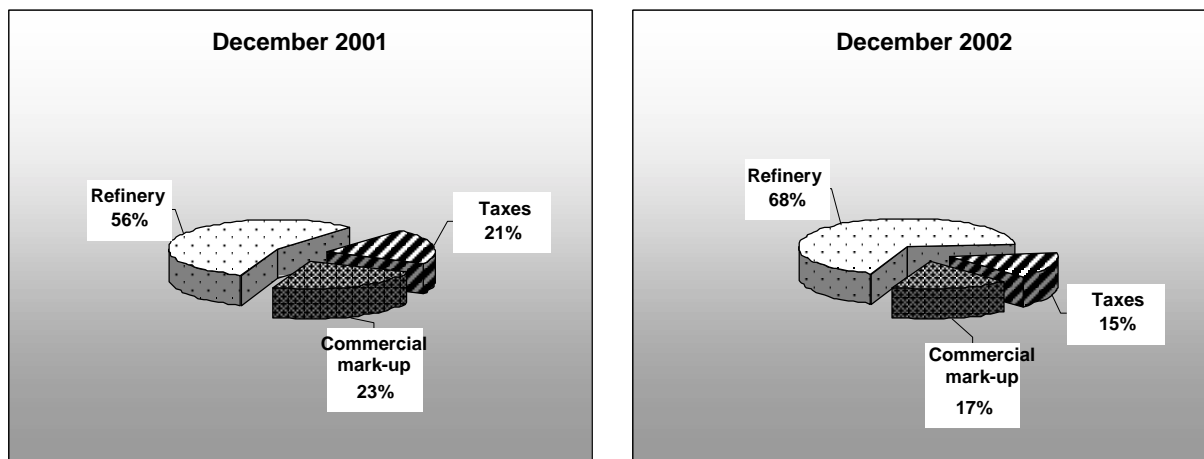 December 2001
Refinery
56%
Taxes
21%
Commercial
mark-up
23%
December 2002
Refinery
68%
Taxes
15%
Commercial
mark-up
17%